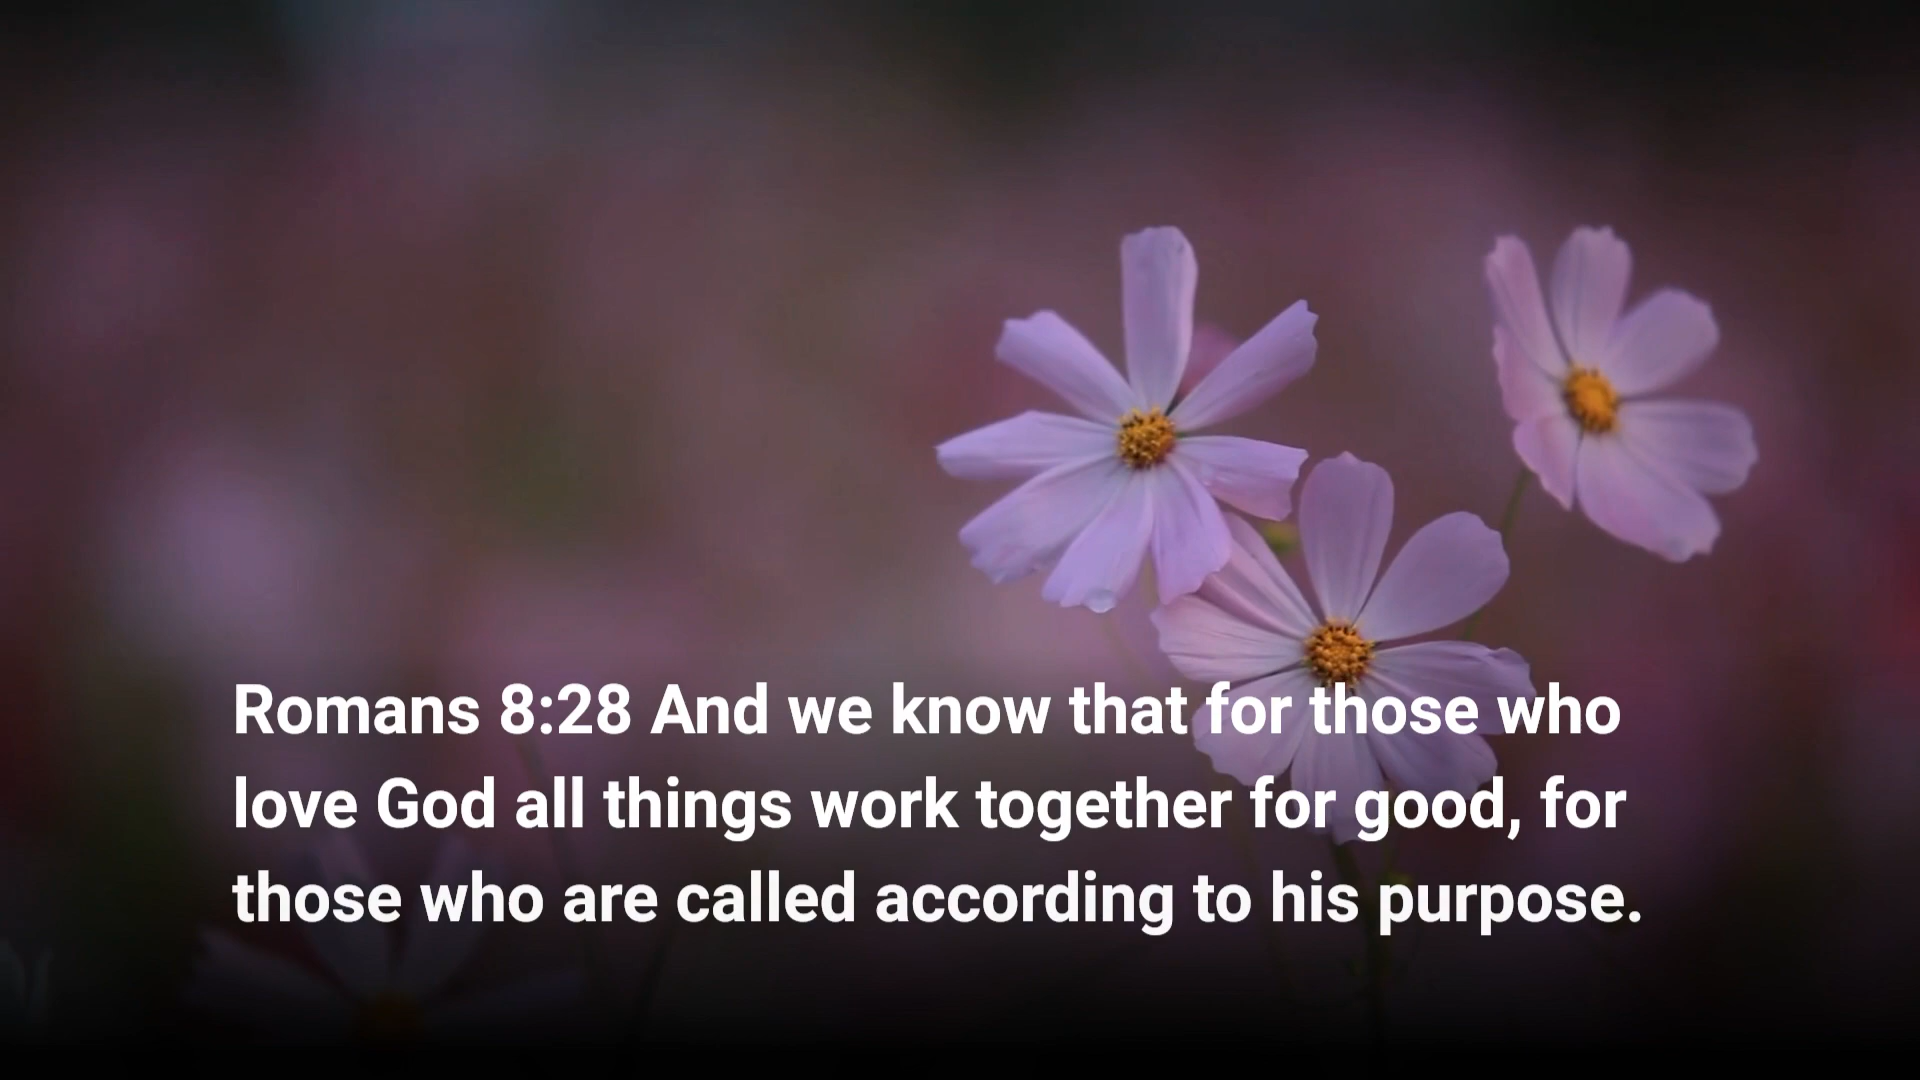 Romans 8:28 And we know that for those who
love God all things work together for good, for
those who are called according to his purpose.